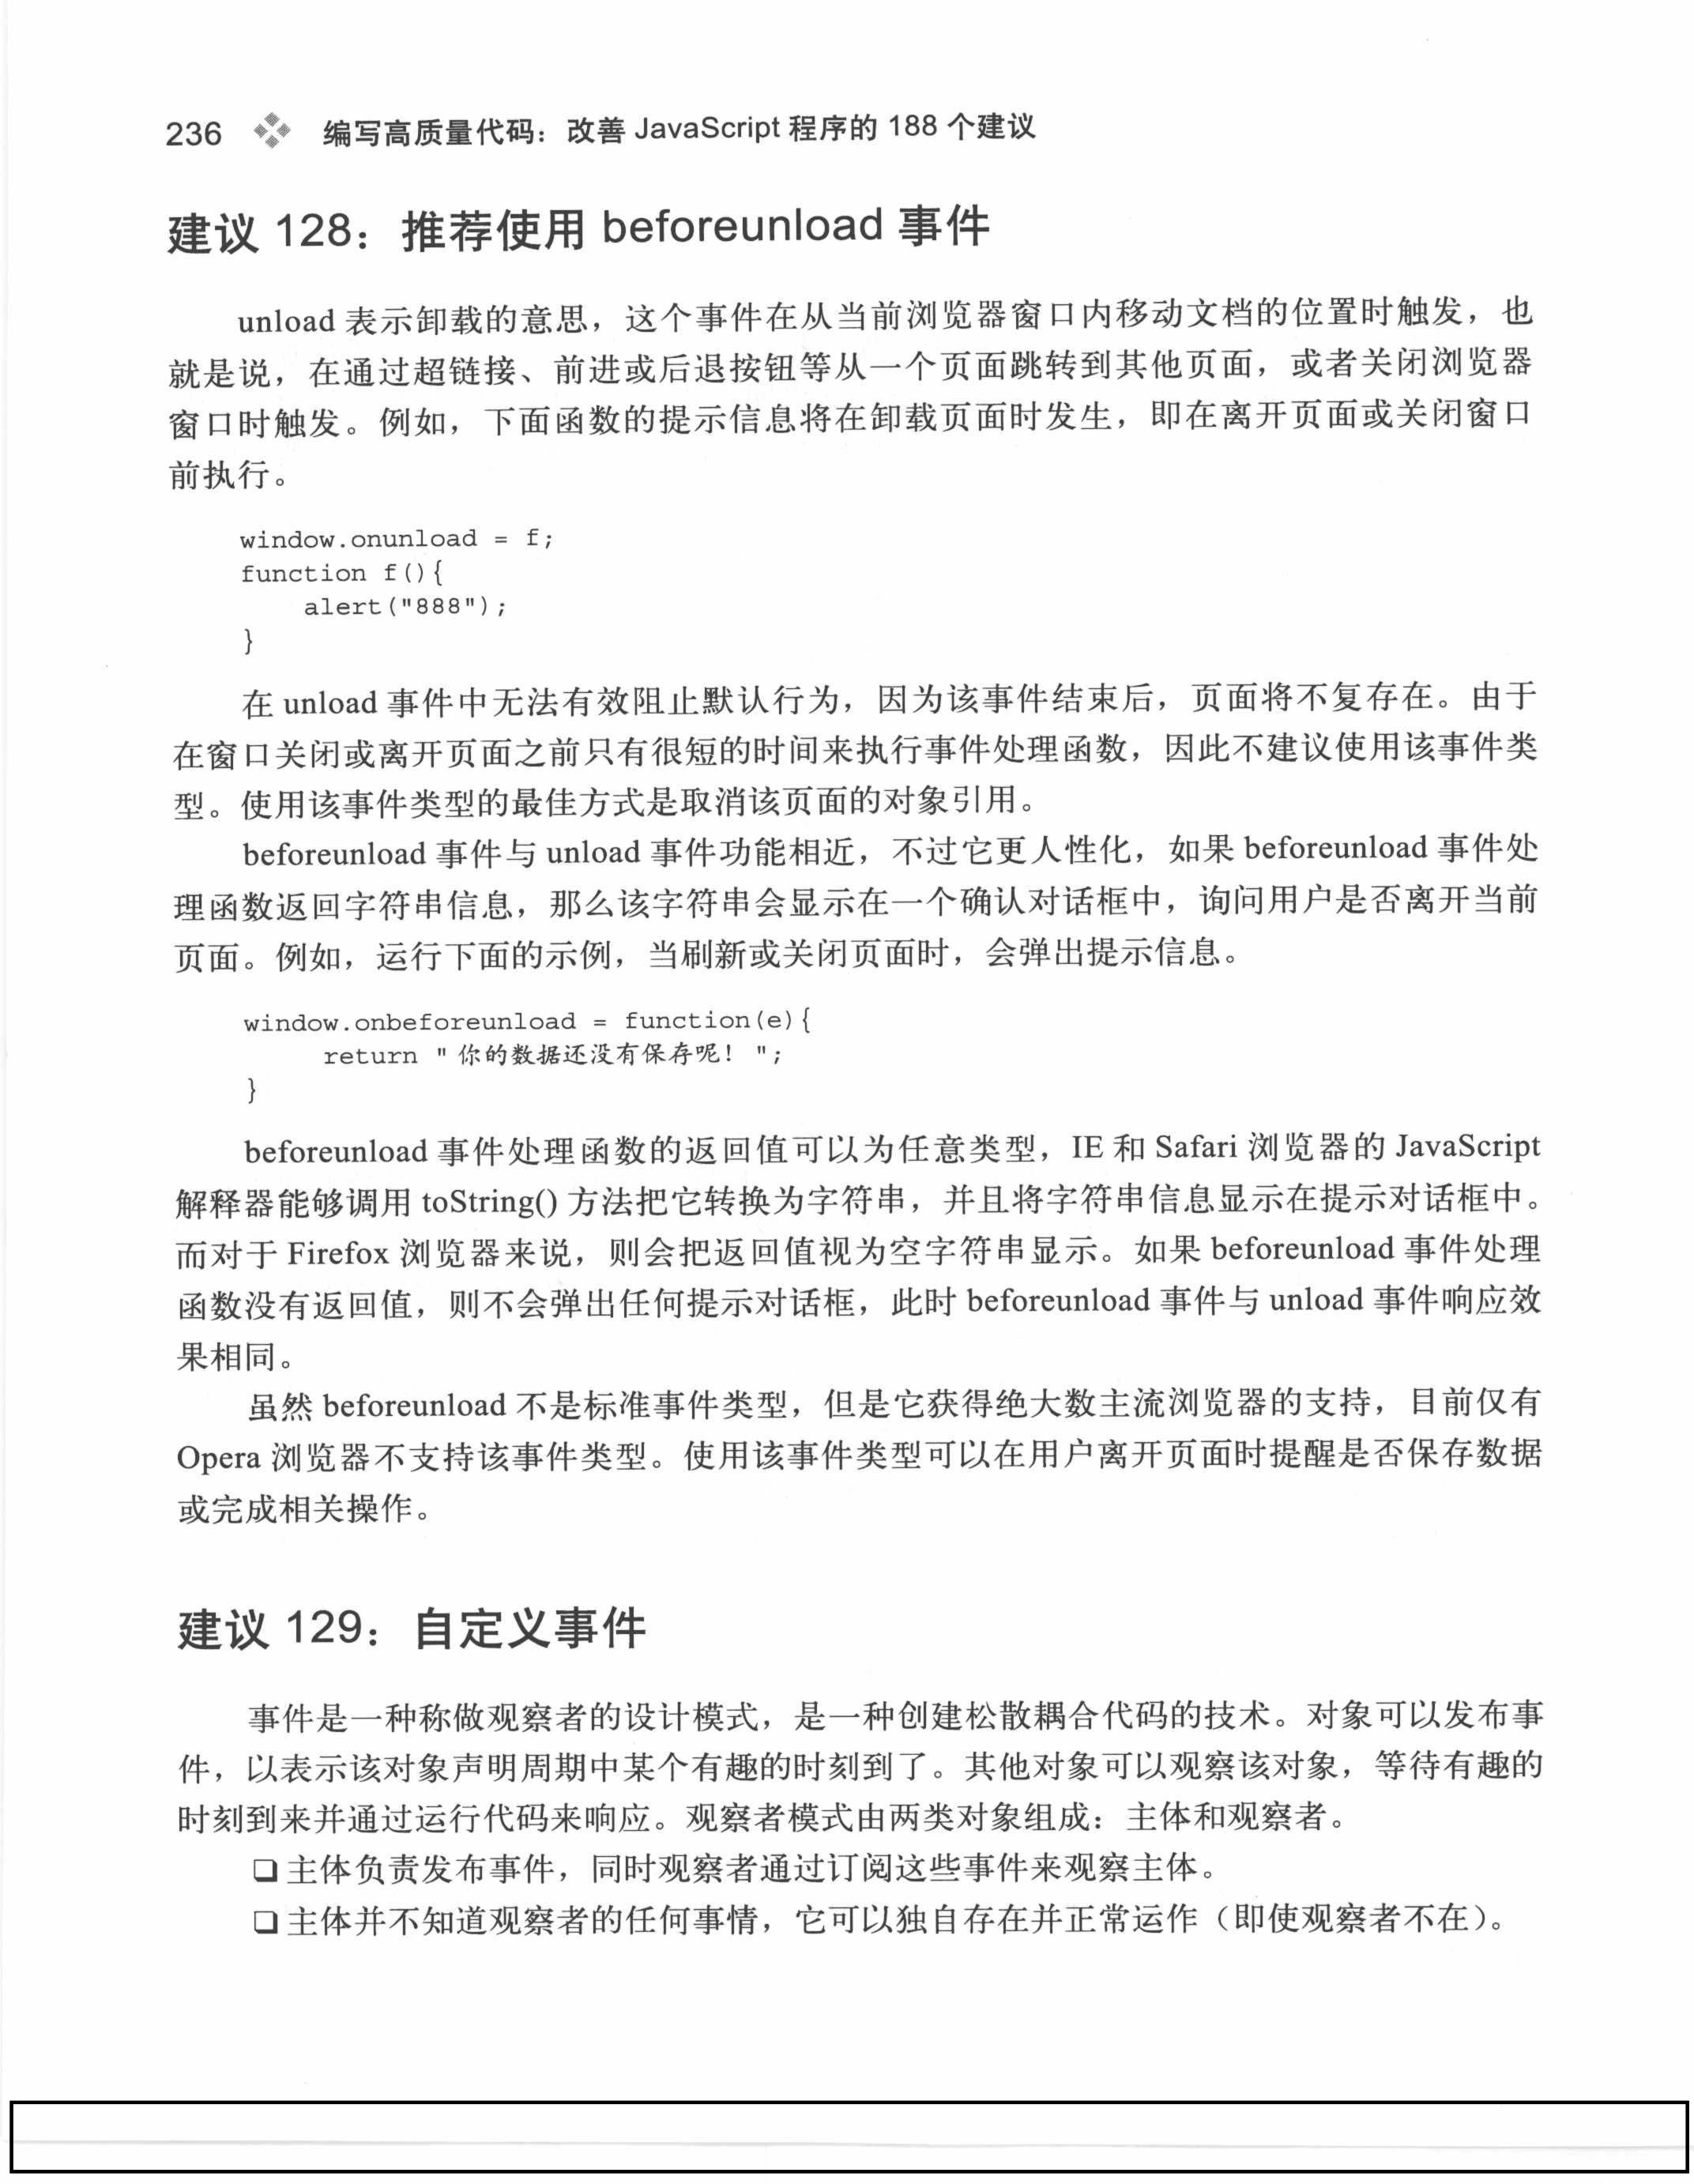 236 编写高质量代码：改善 JavaScript 程序的 188 个建议
建议 128：推荐使用 beforeunload 事件
unload 表示卸载的意思，这个事件在从当前浏览器窗口内移动文档的位置时触发，也
就是说，在通过超链接、前进或后退按钮等从一个页面跳转到其他页面，或者关闭浏览器
窗口时触发。例如，下面函数的提示信息将在卸载页面时发生，即在离开页面或关闭窗口
前执行。
window.onunload = f;
function f(){
    alert("888");
}
在 unload 事件中无法有效阻止默认行为，因为该事件结束后，页面将不复存在。由于
在窗口关闭或离开页面之前只有很短的时间来执行事件处理函数，因此不建议使用该事件类
型。使用该事件类型的最佳方式是取消该页面的对象引用。
beforeunload 事件与 unload 事件功能相近，不过它更人性化，如果 beforeunload 事件处
理函数返回字符串信息，那么该字符串会显示在一个确认对话框中，询问用户是否离开当前
页面。例如，运行下面的示例，当刷新或关闭页面时，会弹出提示信息。
window.onbeforeunload = function(e){
     return " 你的数据还没有保存呢！ ";
}
beforeunload 事件处理函数的返回值可以为任意类型，IE 和 Safari 浏览器的 JavaScript
解释器能够调用 toString() 方法把它转换为字符串，并且将字符串信息显示在提示对话框中。
而对于 Firefox 浏览器来说，则会把返回值视为空字符串显示。如果 beforeunload 事件处理
函数没有返回值，则不会弹出任何提示对话框，此时 beforeunload 事件与 unload 事件响应效
果相同。
虽然 beforeunload 不是标准事件类型，但是它获得绝大数主流浏览器的支持，目前仅有
Opera 浏览器不支持该事件类型。使用该事件类型可以在用户离开页面时提醒是否保存数据
或完成相关操作。
建议 129：自定义事件
事件是一种称做观察者的设计模式，是一种创建松散耦合代码的技术。对象可以发布事
件，以表示该对象声明周期中某个有趣的时刻到了。其他对象可以观察该对象，等待有趣的
时刻到来并通过运行代码来响应。观察者模式由两类对象组成：主体和观察者。
❏ 主体负责发布事件，同时观察者通过订阅这些事件来观察主体。
❏ 主体并不知道观察者的任何事情，它可以独自存在并正常运作（即使观察者不在）。